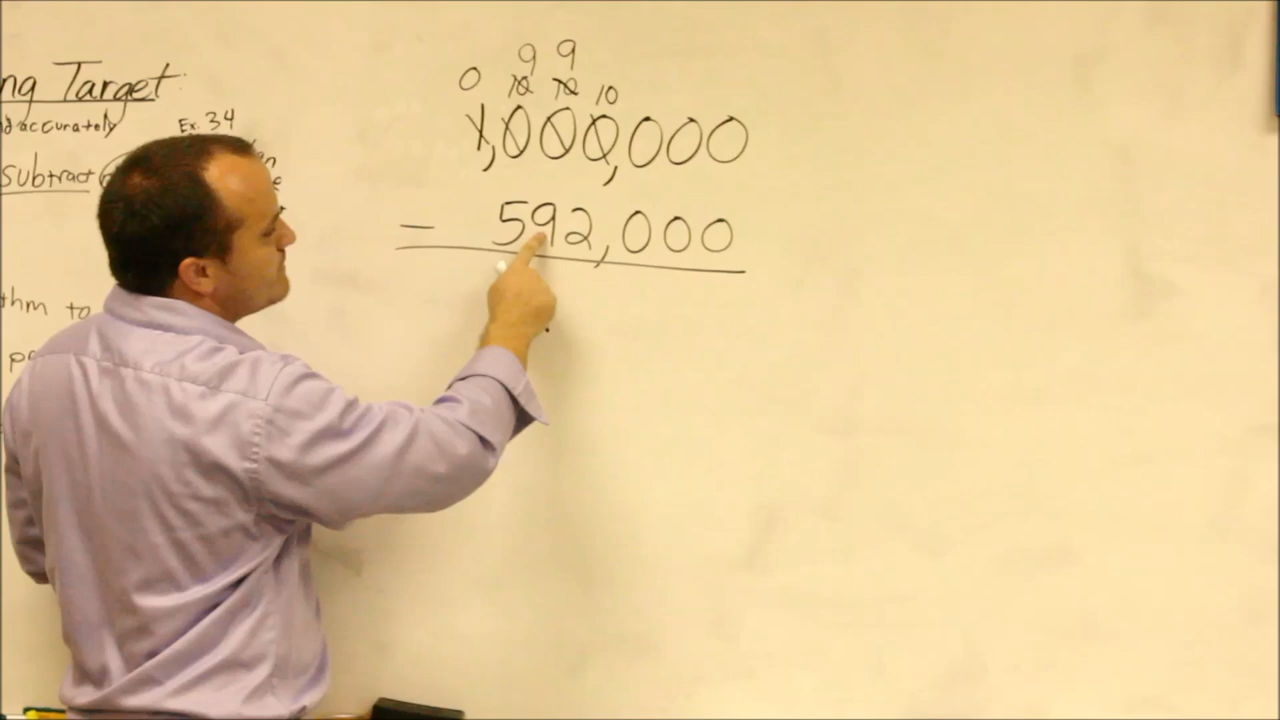 ng Target
nd accurately
Ex. 34
Subtract
thm to
0 9 9
10 10 10
1,000,000
- 592,000